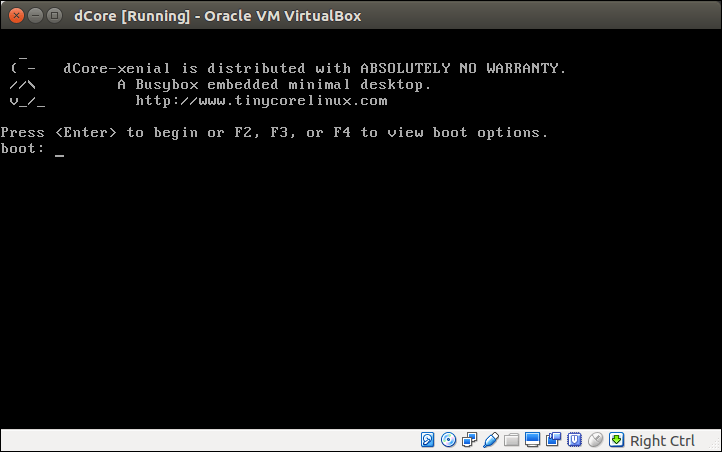 dCore [Running] - Oracle VM VirtualBox
dCore-xenial is distributed with ABSOLUTELY NO WARRANTY.
A Busybox embedded minimal desktop.
http://www.tinycorelinux.com
Press <Enter> to begin or F2, F3, or F4 to view boot options.
boot: _
Right Ctrl